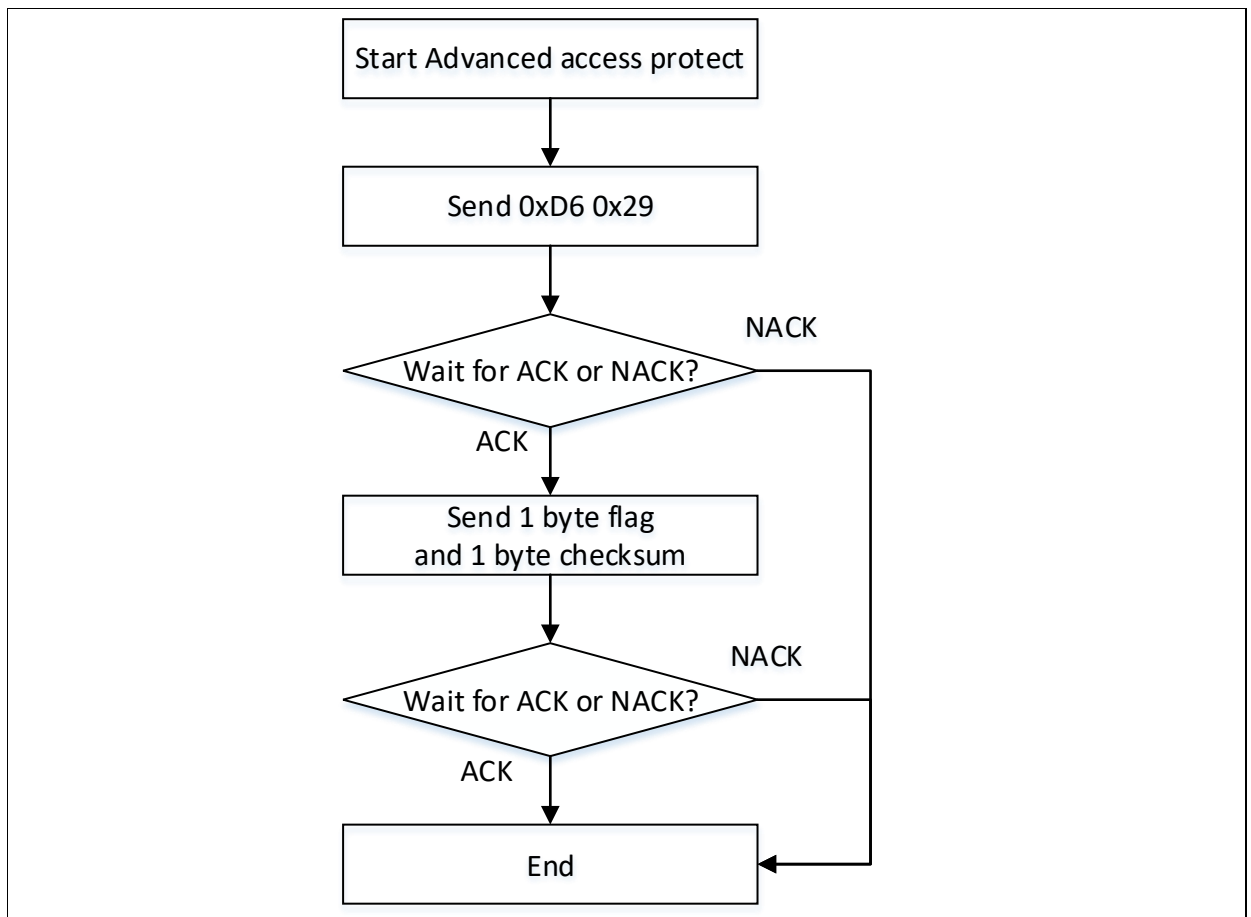 Start Advanced access protect
Send 0xD6 0x29
NACK
Wait for ACK or NACK?
ACK
Send 1 byte flag
and 1 byte checksum
NACK
Wait for ACK or NACK?
ACK
End